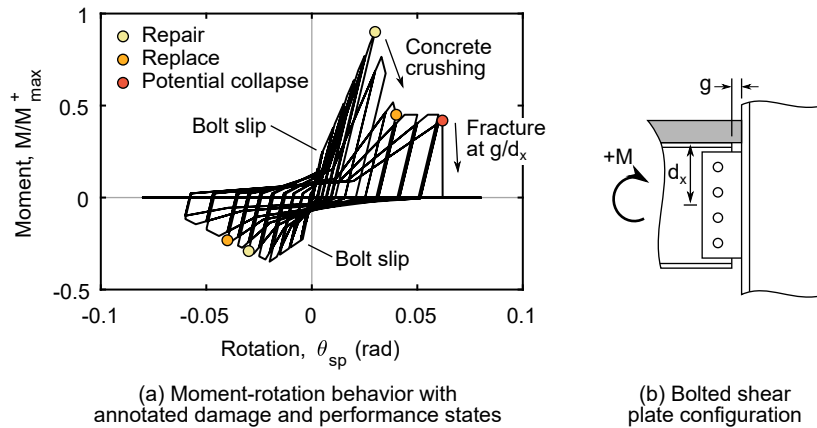 1
0.5
0
-0.5
-0.1
-0.05
0
0.05
0.1
Moment, M/M⁺max
Rotation, θsp (rad)
Repair
Replace
Potential collapse
Concrete
crushing
Bolt slip
Fracture
at g/dx
Bolt slip
(a) Moment-rotation behavior with
annotated damage and performance states
g
+M
dx
(b) Bolted shear
plate configuration